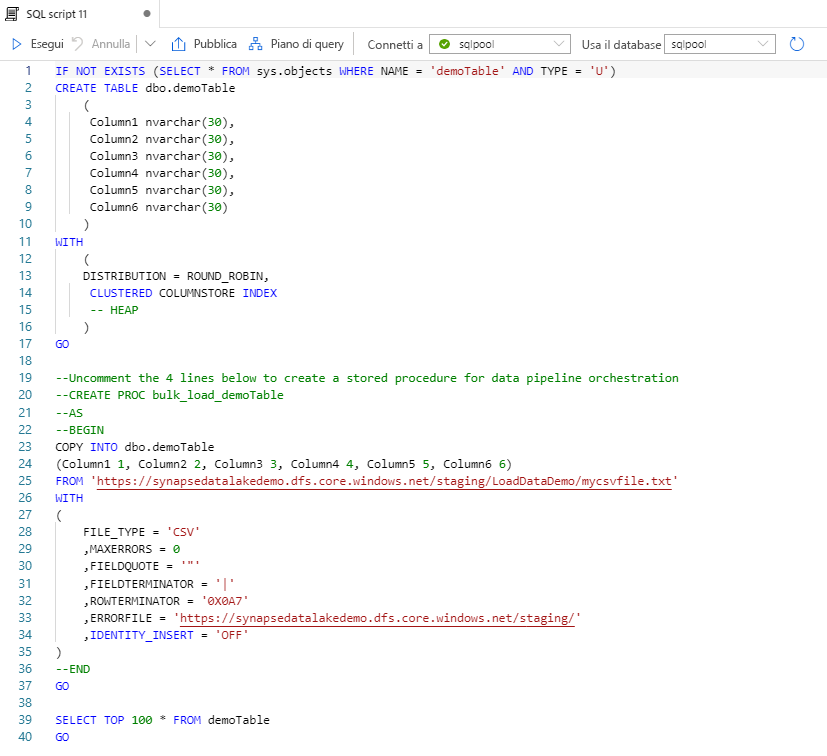 SQL script 11
Esegui Annulla Pubblica Piano di query Connetti a sqlpool Usa il database sqlpool
1 IF NOT EXISTS (SELECT * FROM sys.objects WHERE NAME = 'demoTable' AND TYPE = 'U')
2 CREATE TABLE dbo.demoTable
3 (
4 Column1 nvarchar(30),
5 Column2 nvarchar(30),
6 Column3 nvarchar(30),
7 Column4 nvarchar(30),
8 Column5 nvarchar(30),
9 Column6 nvarchar(30)
10 )
11 WITH
12 (
13 DISTRIBUTION = ROUND_ROBIN,
14 CLUSTERED COLUMNSTORE INDEX
15 -- HEAP
16 )
17 GO
18
19 --Uncomment the 4 lines below to create a stored procedure for data pipeline orchestration
20 --CREATE PROC bulk_load_demoTable
21 --AS
22 --BEGIN
23 COPY INTO dbo.demoTable
24 (Column1 1, Column2 2, Column3 3, Column4 4, Column5 5, Column6 6)
25 FROM 'https://synapsedatalakedemo.dfs.core.windows.net/staging/LoadDataDemo/mycsvfile.txt'
26 WITH
27 (
28 FILE_TYPE = 'CSV'
29 ,MAXERRORS = 0
30 ,FIELDQUOTE = '"'
31 ,FIELDTERMINATOR = '|'
32 ,ROWTERMINATOR = '0X0A7'
33 ,ERRORFILE = 'https://synapsedatalakedemo.dfs.core.windows.net/staging/'
34 ,IDENTITY_INSERT = 'OFF'
35 )
36 --END
37 GO
38
39 SELECT TOP 100 * FROM demoTable
40 GO